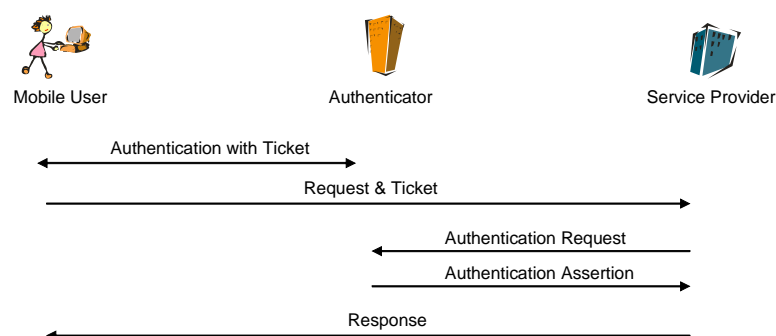 Mobile User
Authenticator
Service Provider
Authentication with Ticket
Request & Ticket
Authentication Request
Authentication Assertion
Response